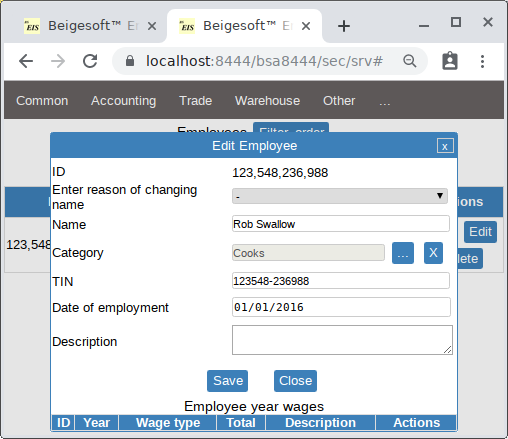 EIS Beigesoft™ E
EIS Beigesoft™ E
localhost:8444/bsa8444/sec/srv#
Common Accounting Trade Warehouse Other ...
Employees Filter, order
Edit Employee x
ID 123,548,236,988
Enter reason of changing name -
Name Rob Swallow
Category Cooks ... X
TIN 123548-236988
Date of employment 01/01/2016
Description
Save Close
Employee year wages
ID Year Wage type Total Description Actions
123,548
Edit